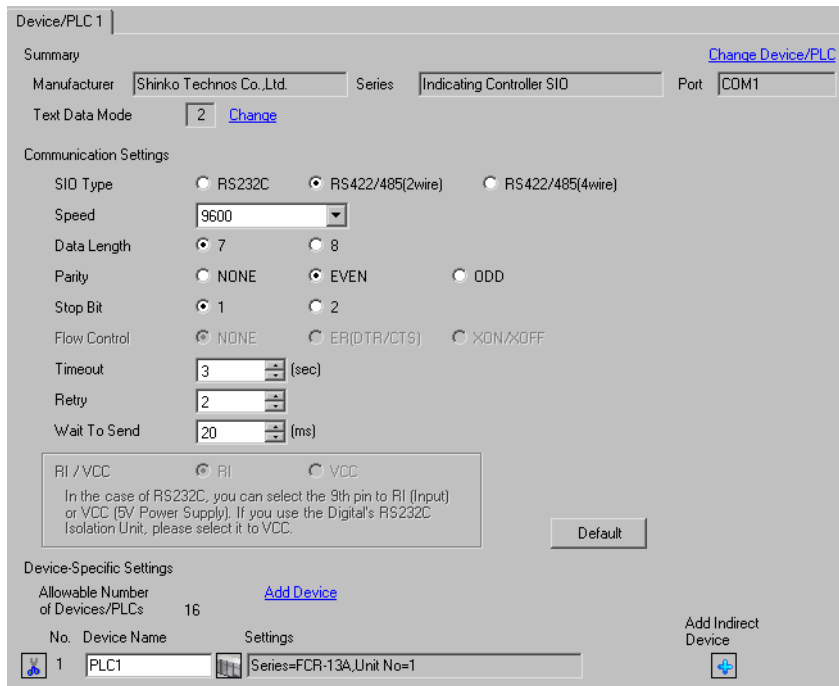 Device/PLC 1
Summary
Change Device/PLC
Manufacturer Shinko Technos Co.,Ltd. Series Indicating Controller SIO Port COM1
Text Data Mode 2 Change
Communication Settings
SIO Type RS232C RS422/485(2wire) RS422/485(4wire)
Speed 9600
Data Length 7 8
Parity NONE EVEN ODD
Stop Bit 1 2
Flow Control NONE ER(DTR/CTS) XON/XOFF
Timeout 3 (sec)
Retry 2
Wait To Send 20 (ms)
RI / VCC RI VCC
In the case of RS232C, you can select the 9th pin to RI (Input)
or VCC (5V Power Supply). If you use the Digital's RS232C
Isolation Unit, please select it to VCC.
Default
Device-Specific Settings
Allowable Number
of Devices/PLCs 16
Add Device
No. Device Name Settings
Add Indirect
Device
1 PLC1 Series=FCR-13A,Unit No=1